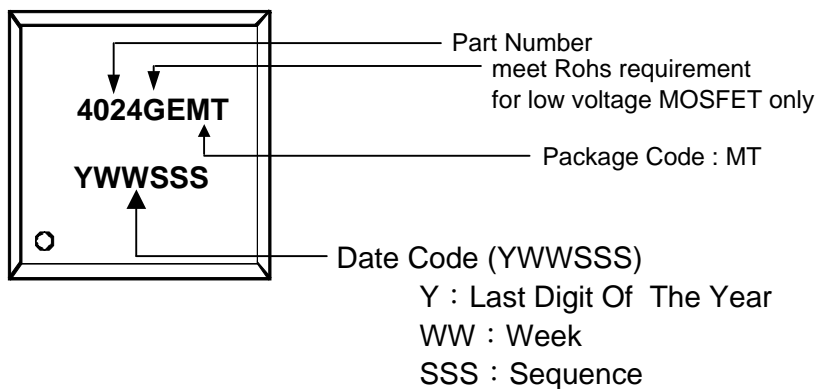 Part Number
meet Rohs requirement
for low voltage MOSFET only
4024GEMT
Package Code : MT
YWWSSS
Date Code (YWWSSS)
Y：Last Digit Of The Year
WW：Week
SSS：Sequence